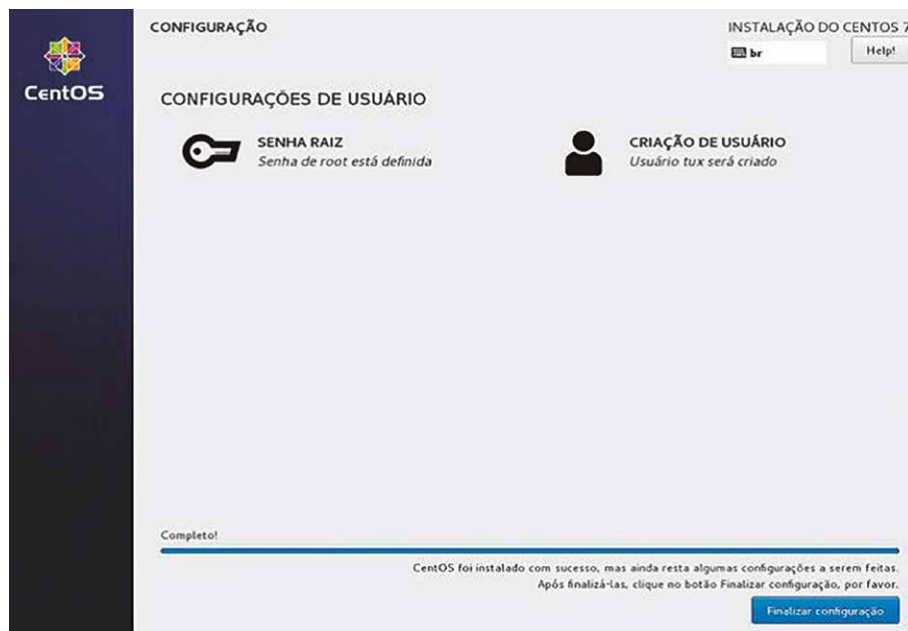 CONFIGURAÇÃO
INSTALAÇÃO DO CENTOS 7
br
Help!
CentOS
CONFIGURAÇÕES DE USUÁRIO
SENHA RAIZ
Senha de root está definida
CRIAÇÃO DE USUÁRIO
Usuário tux será criado
Completo!
CentOS foi instalado com sucesso, mas ainda resta algumas configurações a serem feitas.
Após finalizá-las, clique no botão Finalizar configuração, por favor.
Finalizar configuração